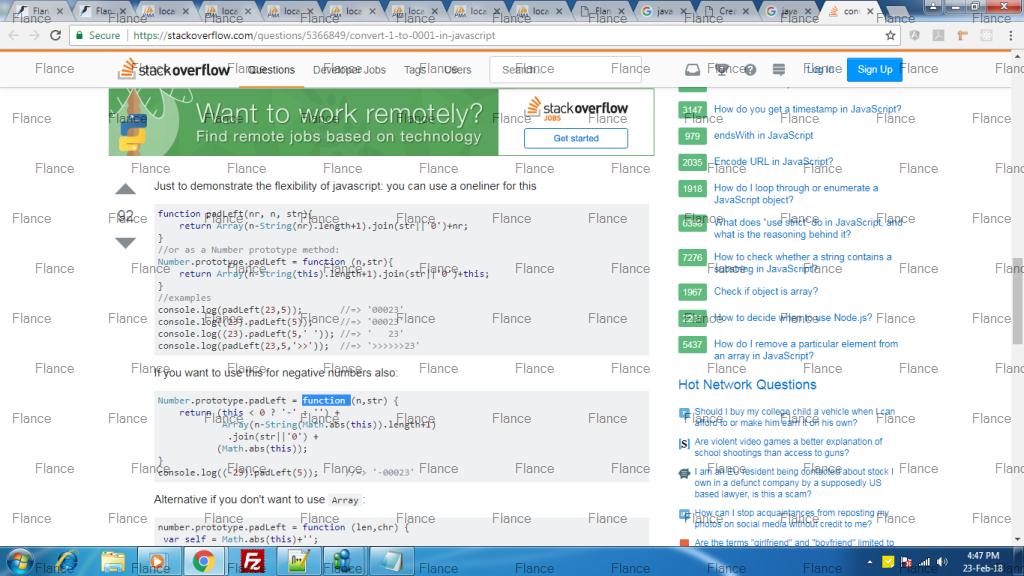 Flan
Flan
loca
loca
loca
loca
loca
loca
loca
Flan
java
Crea
java
con
Secure
https://stackoverflow.com/questions/5366849/convert-1-to-0001-in-javascript
stackoverflow
Questions
Developer Jobs
Tags
Users
Search
Log In
Sign Up
Want to work remotely?
Find remote jobs based on technology
stackoverflow
JOBS
Get started
Just to demonstrate the flexibility of javascript: you can use a oneliner for this
92
function padLeft(nr, n, str){
return Array(n-String(nr).length+1).join(str||'0')+nr;
}
//or as a Number prototype method:
Number.prototype.padLeft = function (n,str){
return Array(n-String(this).length+1).join(str||'0')+this;
}
//examples
console.log(padLeft(23,5)); //=> '00023'
console.log((23).padLeft(5)); //=> '00023'
console.log((23).padLeft(5,' ')); //=> '   23'
console.log(padLeft(23,5,'>>')); //=> '>>>>>>23'
If you want to use this for negative numbers also:
Number.prototype.padLeft = function (n,str) {
return (this < 0 ? '-' : '') +
Array(n-String(Math.abs(this)).length+1)
.join(str||'0') +
(Math.abs(this));
}
console.log((-23).padLeft(5)); //=> '-00023'
Alternative if you don't want to use Array:
number.prototype.padLeft = function (len,chr) {
var self = Math.abs(this)+'';
3147 How do you get a timestamp in JavaScript?
979 endsWith in JavaScript
2035 Encode URL in JavaScript?
1918 How do I loop through or enumerate a
JavaScript object?
What does "use strict" do in JavaScript, and
what is the reasoning behind it?
7276 How to check whether a string contains a
substring in JavaScript?
1967 Check if object is array?
How to decide when to use Node.js?
5437 How do I remove a particular element from
an array in JavaScript?
Hot Network Questions
Should I buy my college child a vehicle when I can
afford to or make him earn it on his own?
Are violent video games a better explanation of
school shootings than access to guns?
I am an EU resident being contacted about stock I
own in a defunct company by a supposedly US
based lawyer, is this a scam?
How can I stop acquaintances from reposting my
photos on social media without credit to me?
Are the terms "girlfriend" and "boyfriend" limited to
4:47 PM
23-Feb-18
Flance